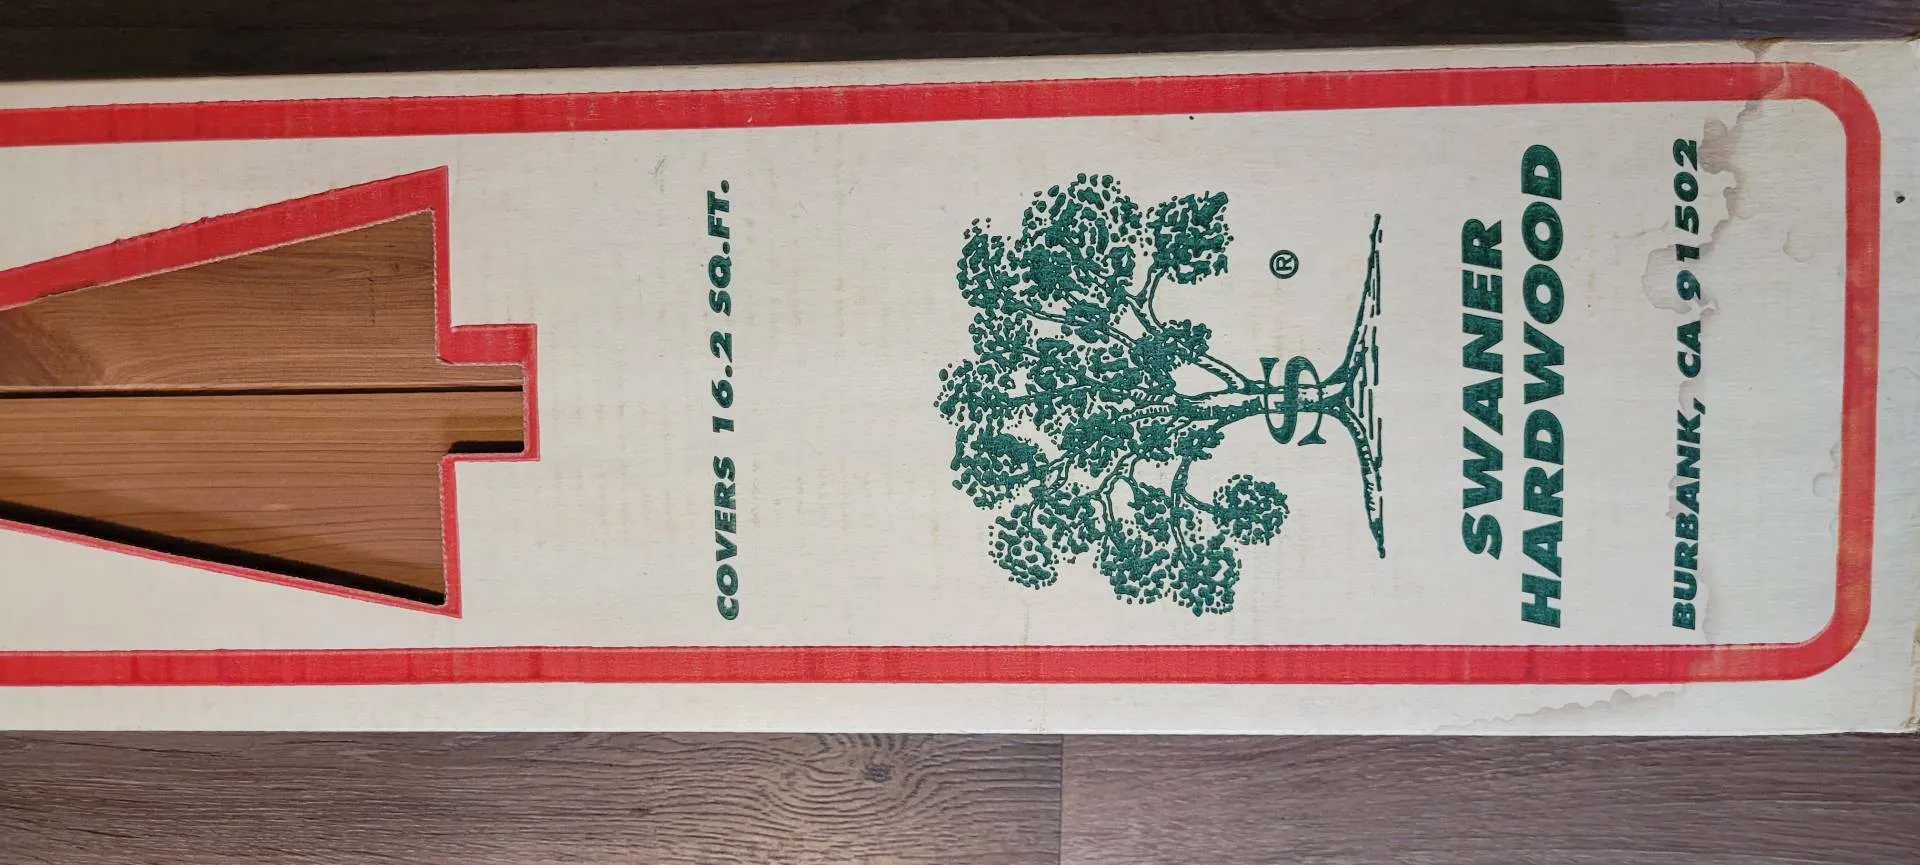 COVERS 16.2 SQ.FT.
S
®
SWANER
HARDWOOD
BURBANK, CA 91502